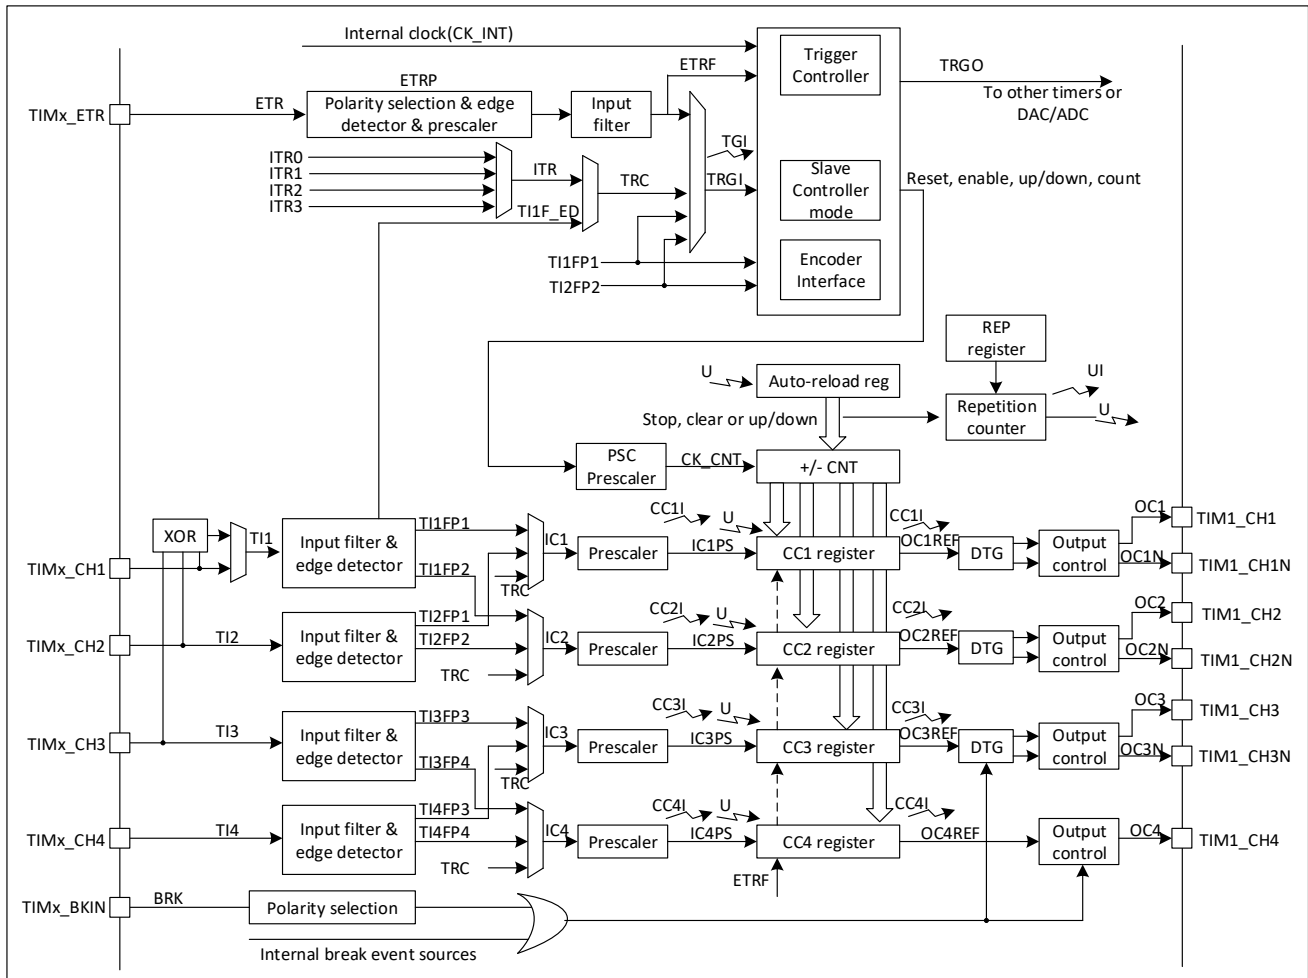 Internal clock(CK_INT)
Trigger
Controller
TRGO
To other timers or
DAC/ADC
ETRF
ETRP
TIMx_ETR
ETR
Polarity selection & edge
detector & prescaler
Input
filter
TGI
ITR0
ITR1
ITR2
ITR3
ITR
TRC
TRGI
TI1F_ED
Slave
Controller
mode
Reset, enable, up/down, count
TI1FP1
TI2FP2
Encoder
Interface
REP
register
U
Auto-reload reg
UI
Stop, clear or up/down
Repetition
counter
U
PSC
Prescaler
CK_CNT
+/- CNT
XOR
TI1
Input filter &
edge detector
TI1FP1
TI1FP2
TRC
IC1
Prescaler
CC1I
U
IC1PS
CC1 register
CC1I
OC1REF
DTG
Output
control
OC1
OC1N
TIM1_CH1
TIM1_CH1N
TIMx_CH1
TIMx_CH2
TI2
Input filter &
edge detector
TI2FP1
TI2FP2
TRC
IC2
Prescaler
CC2I
U
IC2PS
CC2 register
CC2I
OC2REF
DTG
Output
control
OC2
OC2N
TIM1_CH2
TIM1_CH2N
TIMx_CH3
TI3
Input filter &
edge detector
TI3FP3
TI3FP4
TRC
IC3
Prescaler
CC3I
U
IC3PS
CC3 register
CC3I
OC3REF
DTG
Output
control
OC3
OC3N
TIM1_CH3
TIM1_CH3N
TIMx_CH4
TI4
Input filter &
edge detector
TI4FP3
TI4FP4
TRC
IC4
Prescaler
CC4I
U
IC4PS
CC4 register
CC4I
OC4REF
Output
control
OC4
TIM1_CH4
ETRF
TIMx_BKIN
BRK
Polarity selection
Internal break event sources